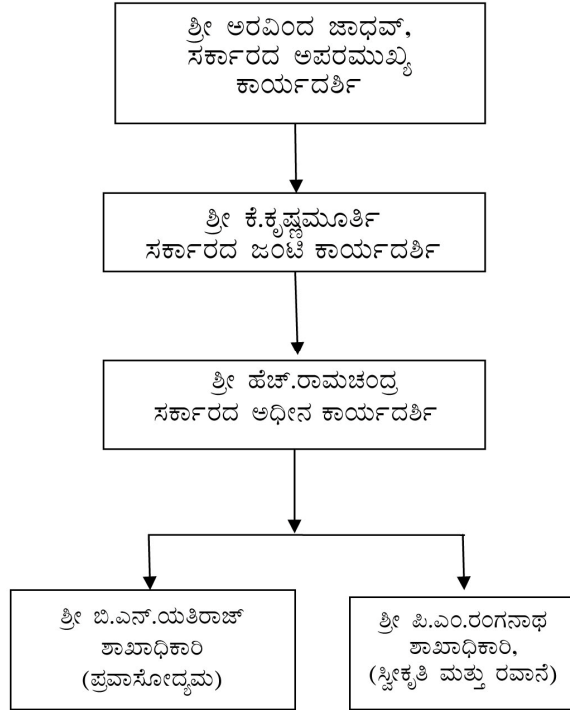 ಶ್ರೀ ಅರವಿಂದ ಜಾಧವ್,
ಸರ್ಕಾರದ ಅಪರಮುಖ್ಯ
ಕಾರ್ಯದರ್ಶಿ
ಶ್ರೀ ಕೆ.ಕೃಷ್ಣಮೂರ್ತಿ
ಸರ್ಕಾರದ ಜಂಟಿ ಕಾರ್ಯದರ್ಶಿ
ಶ್ರೀ ಹೆಚ್.ರಾಮಚಂದ್ರ
ಸರ್ಕಾರದ ಅಧೀನ ಕಾರ್ಯದರ್ಶಿ
ಶ್ರೀ ಬಿ.ಎನ್.ಯತಿರಾಜ್
ಶಾಖಾಧಿಕಾರಿ
(ಪ್ರವಾಸೋದ್ಯಮ)
ಶ್ರೀ ಪಿ.ಎಂ.ರಂಗನಾಥ
ಶಾಖಾಧಿಕಾರಿ,
(ಸ್ವೀಕೃತಿ ಮತ್ತು ರವಾನೆ)